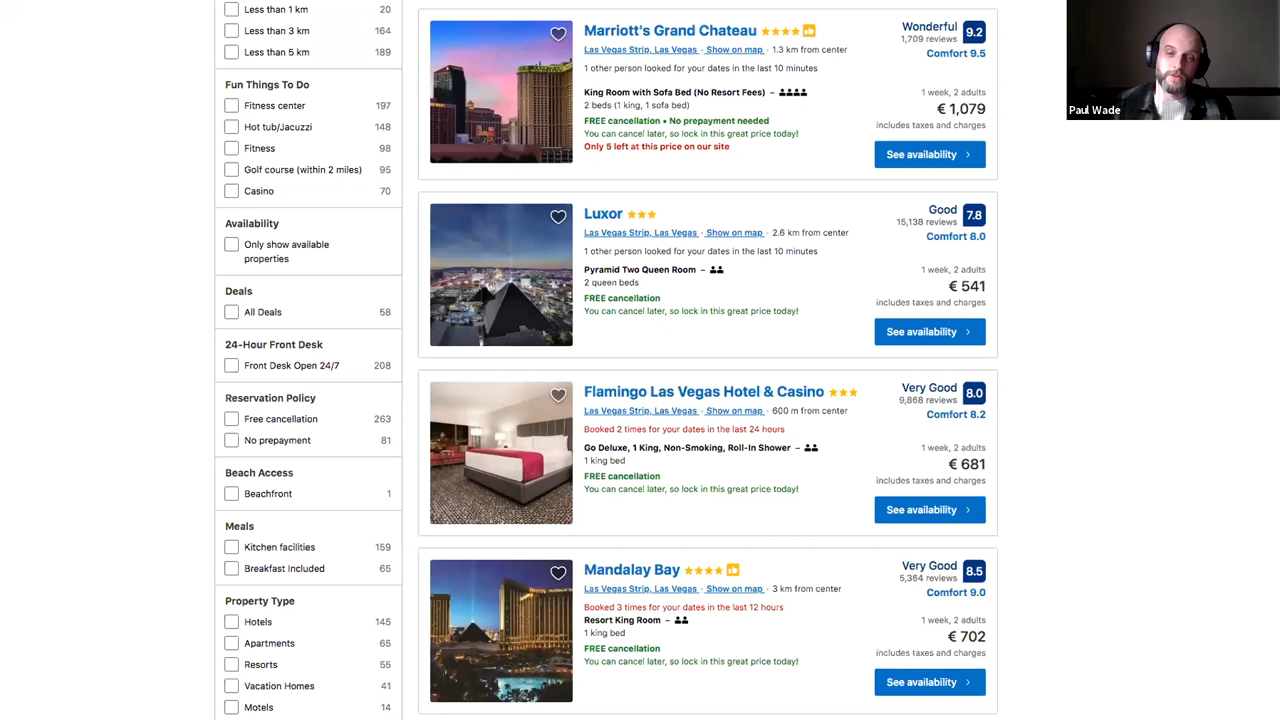 Less than 1 km 20
Less than 3 km 164
Less than 5 km 189
Fun Things To Do
Fitness center 197
Hot tub/Jacuzzi 148
Fitness 98
Golf course (within 2 miles) 95
Casino 70
Availability
Only show available
properties
Deals
All Deals 58
24-Hour Front Desk
Front Desk Open 24/7 208
Reservation Policy
Free cancellation 263
No prepayment 81
Beach Access
Beachfront 1
Meals
Kitchen facilities 159
Breakfast Included 65
Property Type
Hotels 145
Apartments 65
Resorts 55
Vacation Homes 41
Motels 14
Marriott's Grand Chateau
Las Vegas Strip, Las Vegas · Show on map · 1.3 km from center
1 other person looked for your dates in the last 10 minutes
King Room with Sofa Bed (No Resort Fees) –
2 beds (1 king, 1 sofa bed)
FREE cancellation • No prepayment needed
You can cancel later, so lock in this great price today!
Only 5 left at this price on our site
Wonderful 9.2
1,709 reviews
Comfort 9.5
1 week, 2 adults
€ 1,079
includes taxes and charges
See availability
Luxor
Las Vegas Strip, Las Vegas · Show on map · 2.6 km from center
1 other person looked for your dates in the last 10 minutes
Pyramid Two Queen Room –
2 queen beds
FREE cancellation
You can cancel later, so lock in this great price today!
Good 7.8
15,138 reviews
Comfort 8.0
1 week, 2 adults
€ 541
includes taxes and charges
See availability
Flamingo Las Vegas Hotel & Casino
Las Vegas Strip, Las Vegas · Show on map · 600 m from center
Booked 2 times for your dates in the last 24 hours
Go Deluxe, 1 King, Non-Smoking, Roll-In Shower –
1 king bed
FREE cancellation
You can cancel later, so lock in this great price today!
Very Good 8.0
9,868 reviews
Comfort 8.2
1 week, 2 adults
€ 681
includes taxes and charges
See availability
Mandalay Bay
Las Vegas Strip, Las Vegas · Show on map · 3 km from center
Booked 3 times for your dates in the last 12 hours
Resort King Room –
1 king bed
FREE cancellation
You can cancel later, so lock in this great price today!
Very Good 8.5
5,364 reviews
Comfort 9.0
1 week, 2 adults
€ 702
includes taxes and charges
See availability
Paul Wade